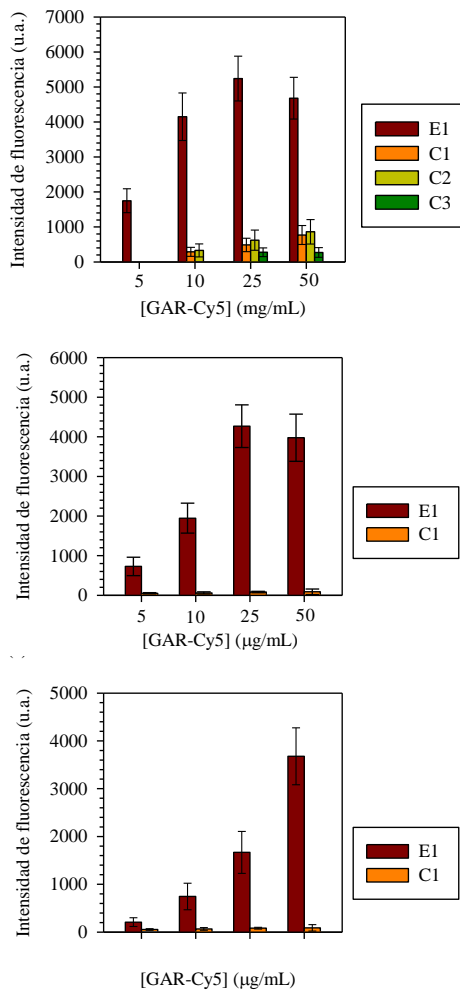 Intensidad de fluorescencia (u.a.)
7000
6000
5000
4000
3000
2000
1000
0
5 10 25 50
[GAR-Cy5] (mg/mL)
E1
C1
C2
C3
Intensidad de fluorescencia (u.a.)
6000
5000
4000
3000
2000
1000
0
5 10 25 50
[GAR-Cy5] (μg/mL)
E1
C1
Intensidad de fluorescencia (u.a.)
5000
4000
3000
2000
1000
0
[GAR-Cy5] (μg/mL)
E1
C1